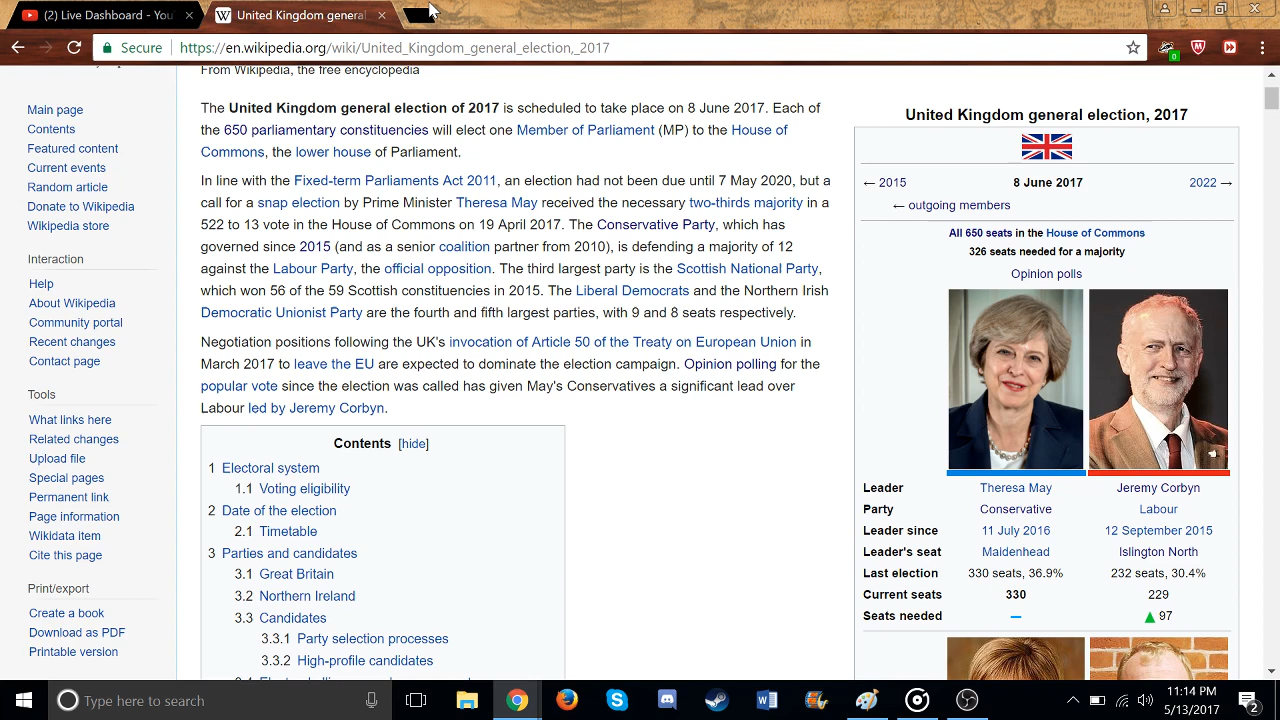 (2) Live Dashboard - You
United Kingdom general
Secure
https://en.wikipedia.org/wiki/United_Kingdom_general_election,_2017
0
From Wikipedia, the free encyclopedia
Main page
Contents
Featured content
Current events
Random article
Donate to Wikipedia
Wikipedia store
Interaction
Help
About Wikipedia
Community portal
Recent changes
Contact page
Tools
What links here
Related changes
Upload file
Special pages
Permanent link
Page information
Wikidata item
Cite this page
Print/export
Create a book
Download as PDF
Printable version
The United Kingdom general election of 2017 is scheduled to take place on 8 June 2017. Each of
the 650 parliamentary constituencies will elect one Member of Parliament (MP) to the House of
Commons, the lower house of Parliament.
In line with the Fixed-term Parliaments Act 2011, an election had not been due until 7 May 2020, but a
call for a snap election by Prime Minister Theresa May received the necessary two-thirds majority in a
522 to 13 vote in the House of Commons on 19 April 2017. The Conservative Party, which has
governed since 2015 (and as a senior coalition partner from 2010), is defending a majority of 12
against the Labour Party, the official opposition. The third largest party is the Scottish National Party,
which won 56 of the 59 Scottish constituencies in 2015. The Liberal Democrats and the Northern Irish
Democratic Unionist Party are the fourth and fifth largest parties, with 9 and 8 seats respectively.
Negotiation positions following the UK's invocation of Article 50 of the Treaty on European Union in
March 2017 to leave the EU are expected to dominate the election campaign. Opinion polling for the
popular vote since the election was called has given May's Conservatives a significant lead over
Labour led by Jeremy Corbyn.
Contents [hide]
1 Electoral system
1.1 Voting eligibility
2 Date of the election
2.1 Timetable
3 Parties and candidates
3.1 Great Britain
3.2 Northern Ireland
3.3 Candidates
3.3.1 Party selection processes
3.3.2 High-profile candidates
United Kingdom general election, 2017
← 2015 8 June 2017 2022 →
← outgoing members
All 650 seats in the House of Commons
326 seats needed for a majority
Opinion polls
Leader Theresa May Jeremy Corbyn
Party Conservative Labour
Leader since 11 July 2016 12 September 2015
Leader's seat Maidenhead Islington North
Last election 330 seats, 36.9% 232 seats, 30.4%
Current seats 330 229
Seats needed — ▲ 97
Type here to search
11:14 PM
5/13/2017
2